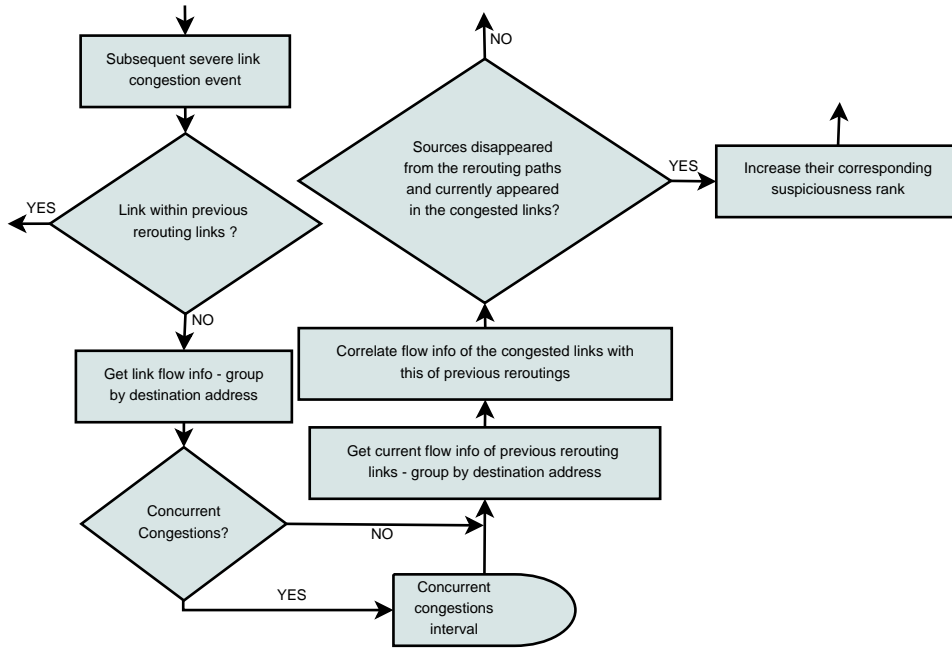 Subsequent severe link
congestion event
YES
Link within previous
rerouting links ?
NO
Get link flow info - group
by destination address
Concurrent
Congestions?
NO
YES
Concurrent
congestions
interval
Get current flow info of previous rerouting
links - group by destination address
Correlate flow info of the congested links with
this of previous reroutings
Sources disappeared
from the rerouting paths
and currently appeared
in the congested links?
NO
YES
Increase their corresponding
suspiciousness rank